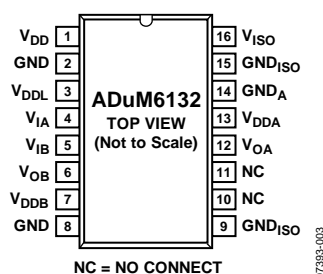 VDD 1
GND 2
VDDL 3
VIA 4
VIB 5
VOB 6
VDDB 7
GND 8
ADuM6132
TOP VIEW
(Not to Scale)
16 VISO
15 GNDISO
14 GNDA
13 VDDA
12 VOA
11 NC
10 NC
9 GNDISO
NC = NO CONNECT
7393-003